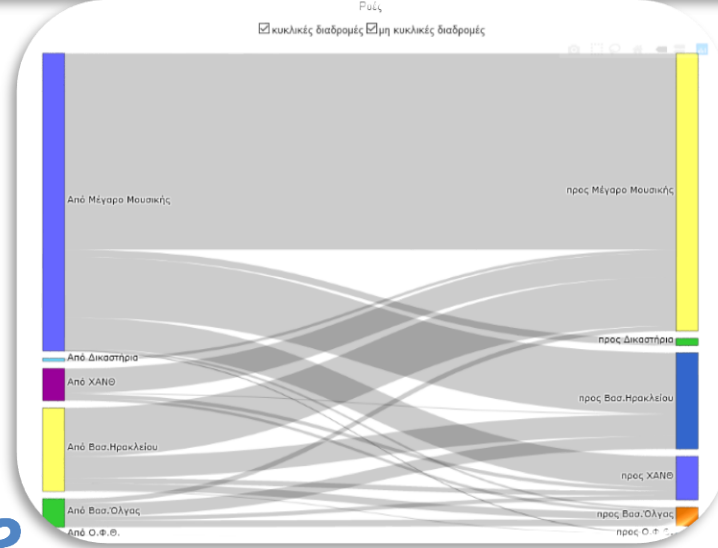 Ροές
κυκλικές διαδρομές μη κυκλικές διαδρομές
Από Μέγαρο Μουσικής
προς Μέγαρο Μουσικής
προς Δικαστήρια
Από Δικαστήρια
Από ΧΑΝΘ
προς Βασ.Ηρακλείου
Από Βασ.Ηρακλείου
προς ΧΑΝΘ
Από Βασ.Όλγας
προς Βασ.Όλγας
Από Ο.Φ.Θ.
προς